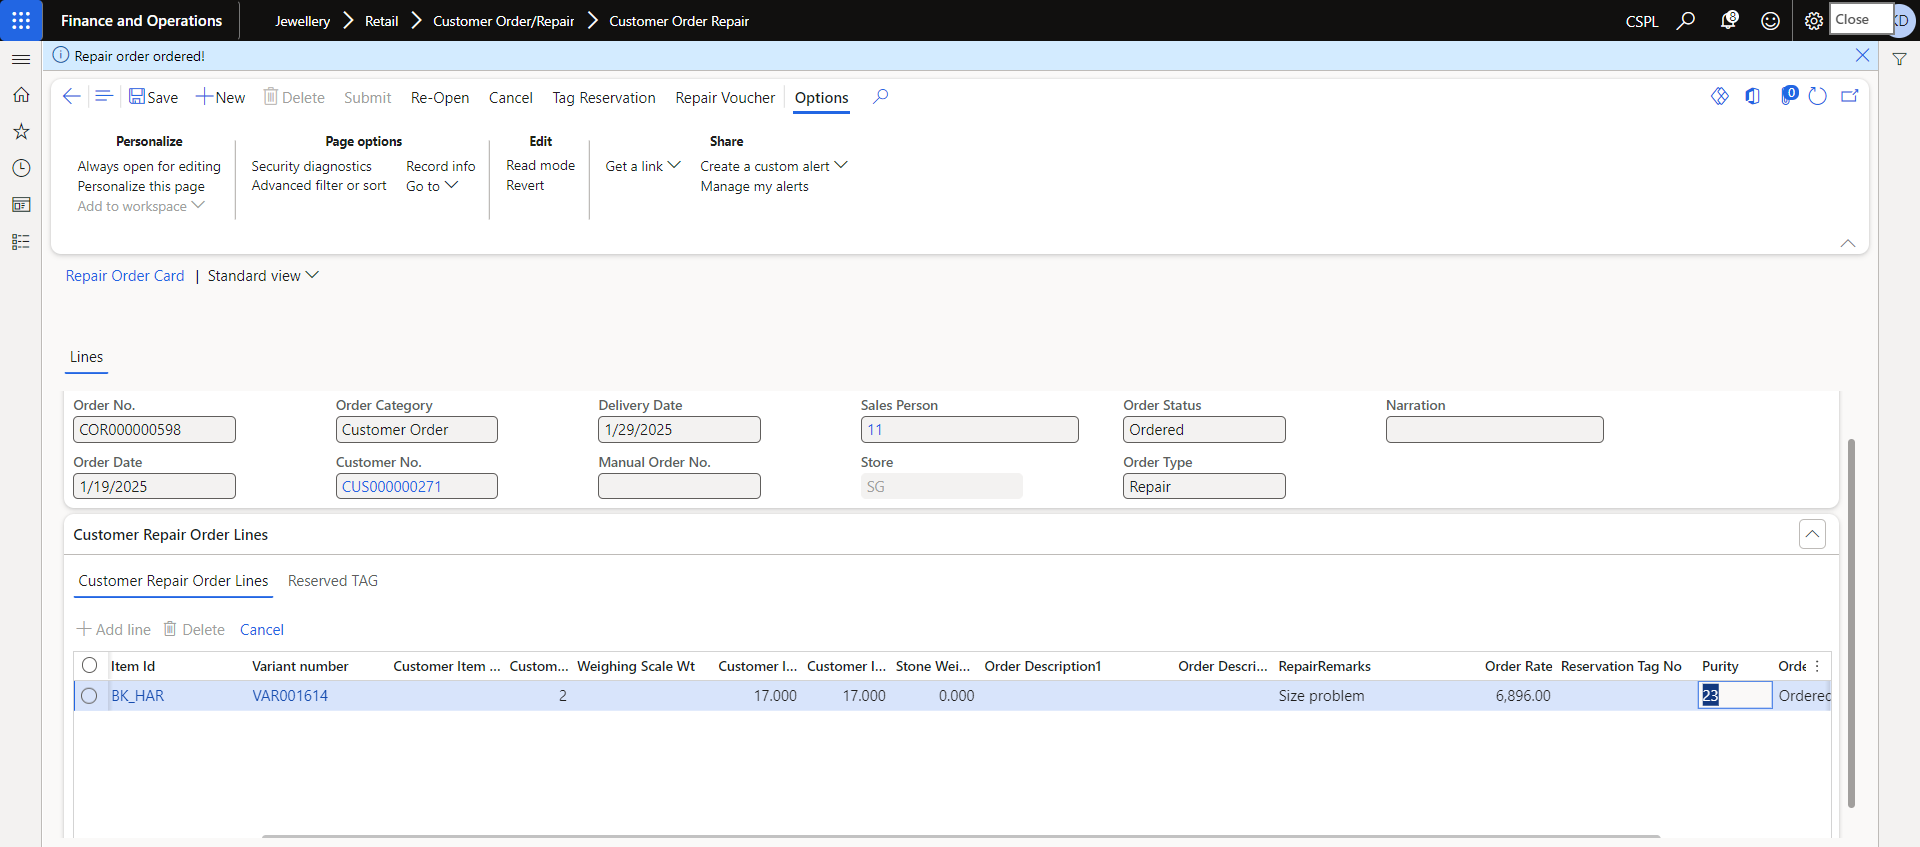 Finance and Operations
Jewellery > Retail > Customer Order/Repair > Customer Order Repair
CSPL
8
Close
Repair order ordered!
Save
New
Delete
Submit
Re-Open
Cancel
Tag Reservation
Repair Voucher
Options
0
Personalize
Always open for editing
Personalize this page
Add to workspace
Page options
Security diagnostics
Record info
Advanced filter or sort
Go to
Edit
Read mode
Revert
Get a link
Share
Create a custom alert
Manage my alerts
Repair Order Card | Standard view
Lines
Order No. Order Category Delivery Date Sales Person Order Status Narration
COR000000598 Customer Order 1/29/2025 11 Ordered
Order Date Customer No. Manual Order No. Store Order Type
1/19/2025 CUS000000271 SG Repair
Customer Repair Order Lines
Customer Repair Order Lines Reserved TAG
Add line Delete Cancel
Item Id Variant number Customer Item ... Custom... Weighing Scale Wt Customer I... Customer I... Stone Wei... Order Description1 Order Descri... RepairRemarks Order Rate Reservation Tag No Purity Orde
BK_HAR VAR001614 2 17.000 17.000 0.000 Size problem 6,896.00 23 Ordered